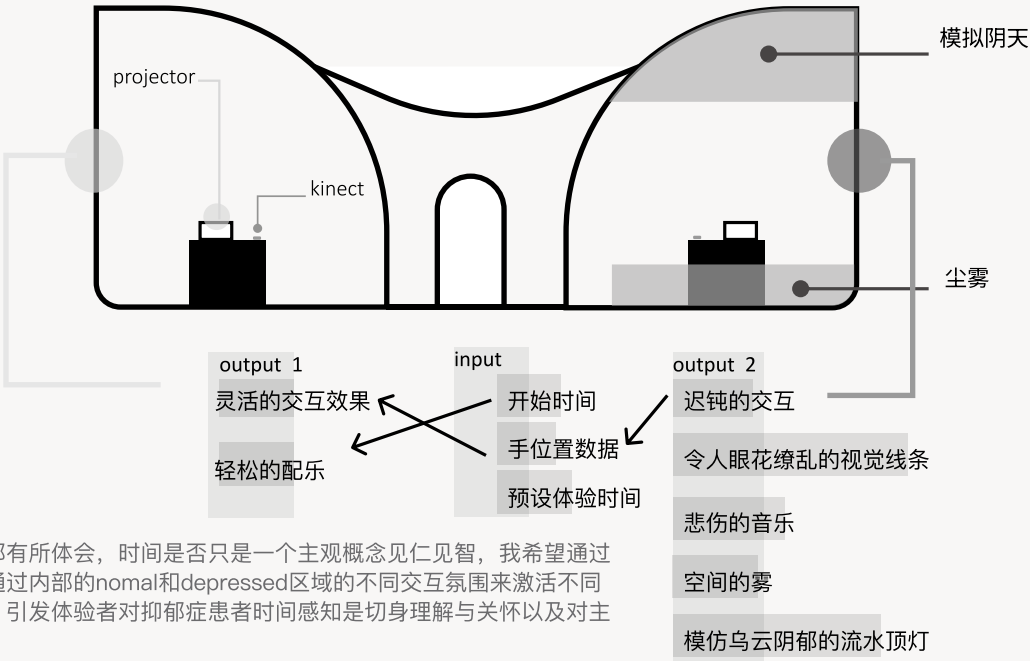 模拟阴天
projector
kinect
尘雾
output 1
灵活的交互效果
轻松的配乐
input
开始时间
手位置数据
预设体验时间
output 2
迟钝的交互
令人眼花缭乱的视觉线条
悲伤的音乐
空间的雾
模仿乌云阴郁的流水顶灯
都有所体会，时间是否只是一个主观概念见仁见智，我希望通过
通过内部的nomal和depressed区域的不同交互氛围来激活不同
引发体验者对抑郁症患者时间感知是切身理解与关怀以及对主